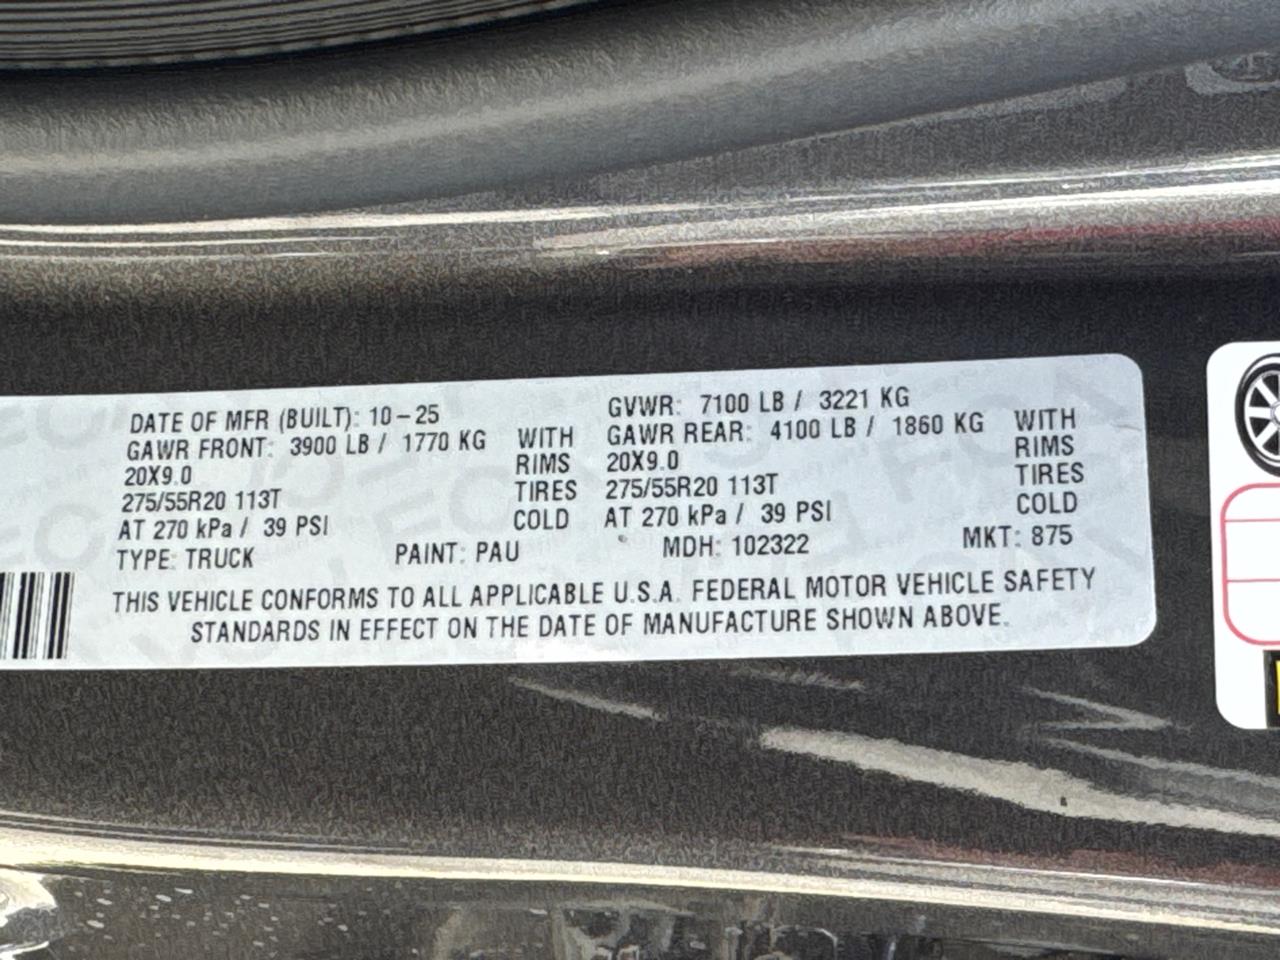 DATE OF MFR (BUILT): 10-25
GAWR FRONT: 3900 LB / 1770 KG WITH
20X9.0 RIMS
275/55R20 113T TIRES
AT 270 kPa / 39 PSI COLD
GVWR: 7100 LB / 3221 KG
GAWR REAR: 4100 LB / 1860 KG WITH
20X9.0 RIMS
275/55R20 113T TIRES
AT 270 kPa / 39 PSI COLD
TYPE: TRUCK PAINT: PAU MDH: 102322 MKT: 875
THIS VEHICLE CONFORMS TO ALL APPLICABLE U.S.A. FEDERAL MOTOR VEHICLE SAFETY
STANDARDS IN EFFECT ON THE DATE OF MANUFACTURE SHOWN ABOVE.